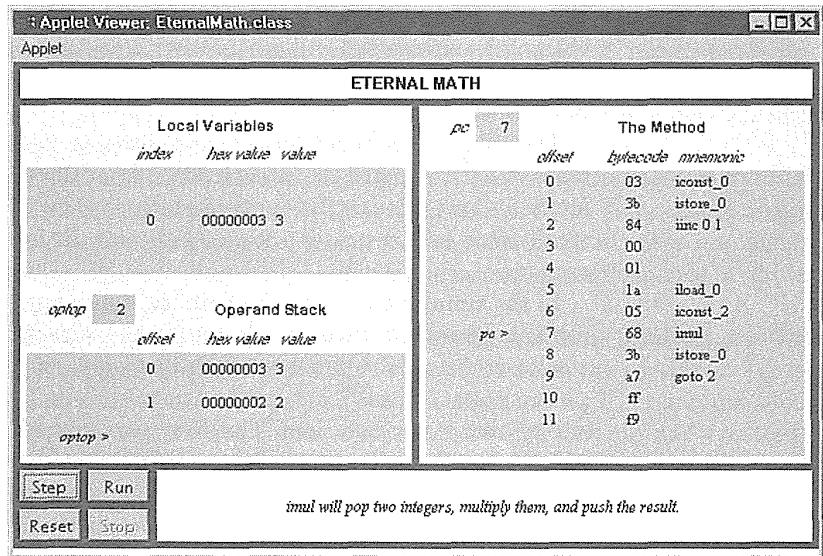 Applet Viewer: EternalMath.class
Applet
ETERNAL MATH
Local Variables
index hex value value
0 00000003 3
optop 2 Operand Stack
offset hex value value
0 00000003 3
1 00000002 2
optop >
pc 7 The Method
offset bytecode mnemonic
0 03 iconst_0
1 3b istore_0
2 84 iinc 0 1
3 00
4 01
5 1a iload_0
6 05 iconst_2
pc > 7 68 imul
8 3b istore_0
9 a7 goto 2
10 ff
11 f9
Step Run
Reset Stop
imul will pop two integers, multiply them, and push the result.